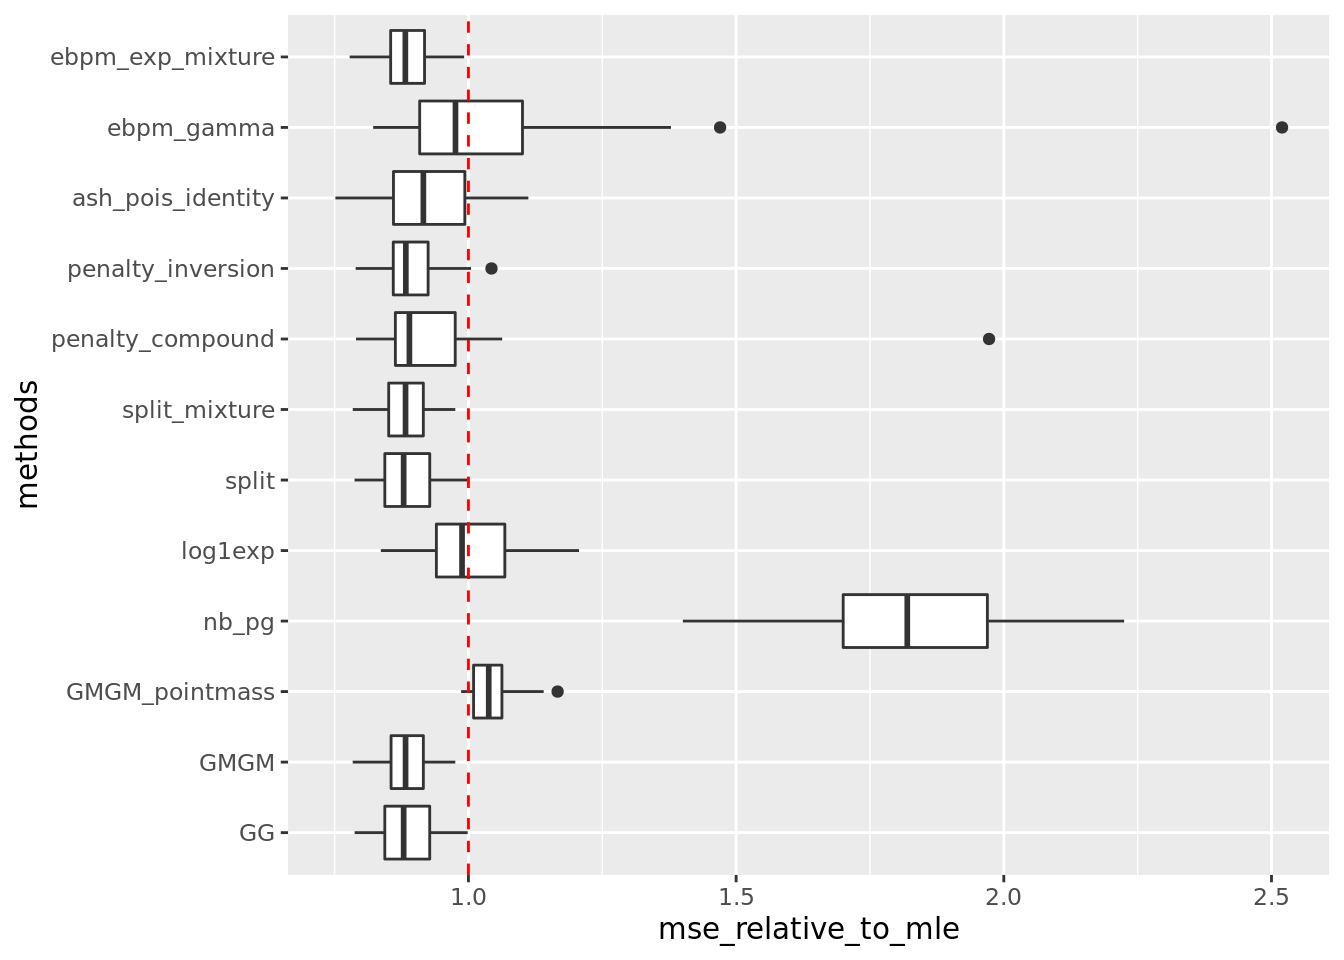 ebpm_exp_mixture
ebpm_gamma
ash_pois_identity
penalty_inversion
penalty_compound
split_mixture
split
log1exp
nb_pg
GMGM_pointmass
GMGM
GG
methods
1.0 1.5 2.0 2.5
mse_relative_to_mle